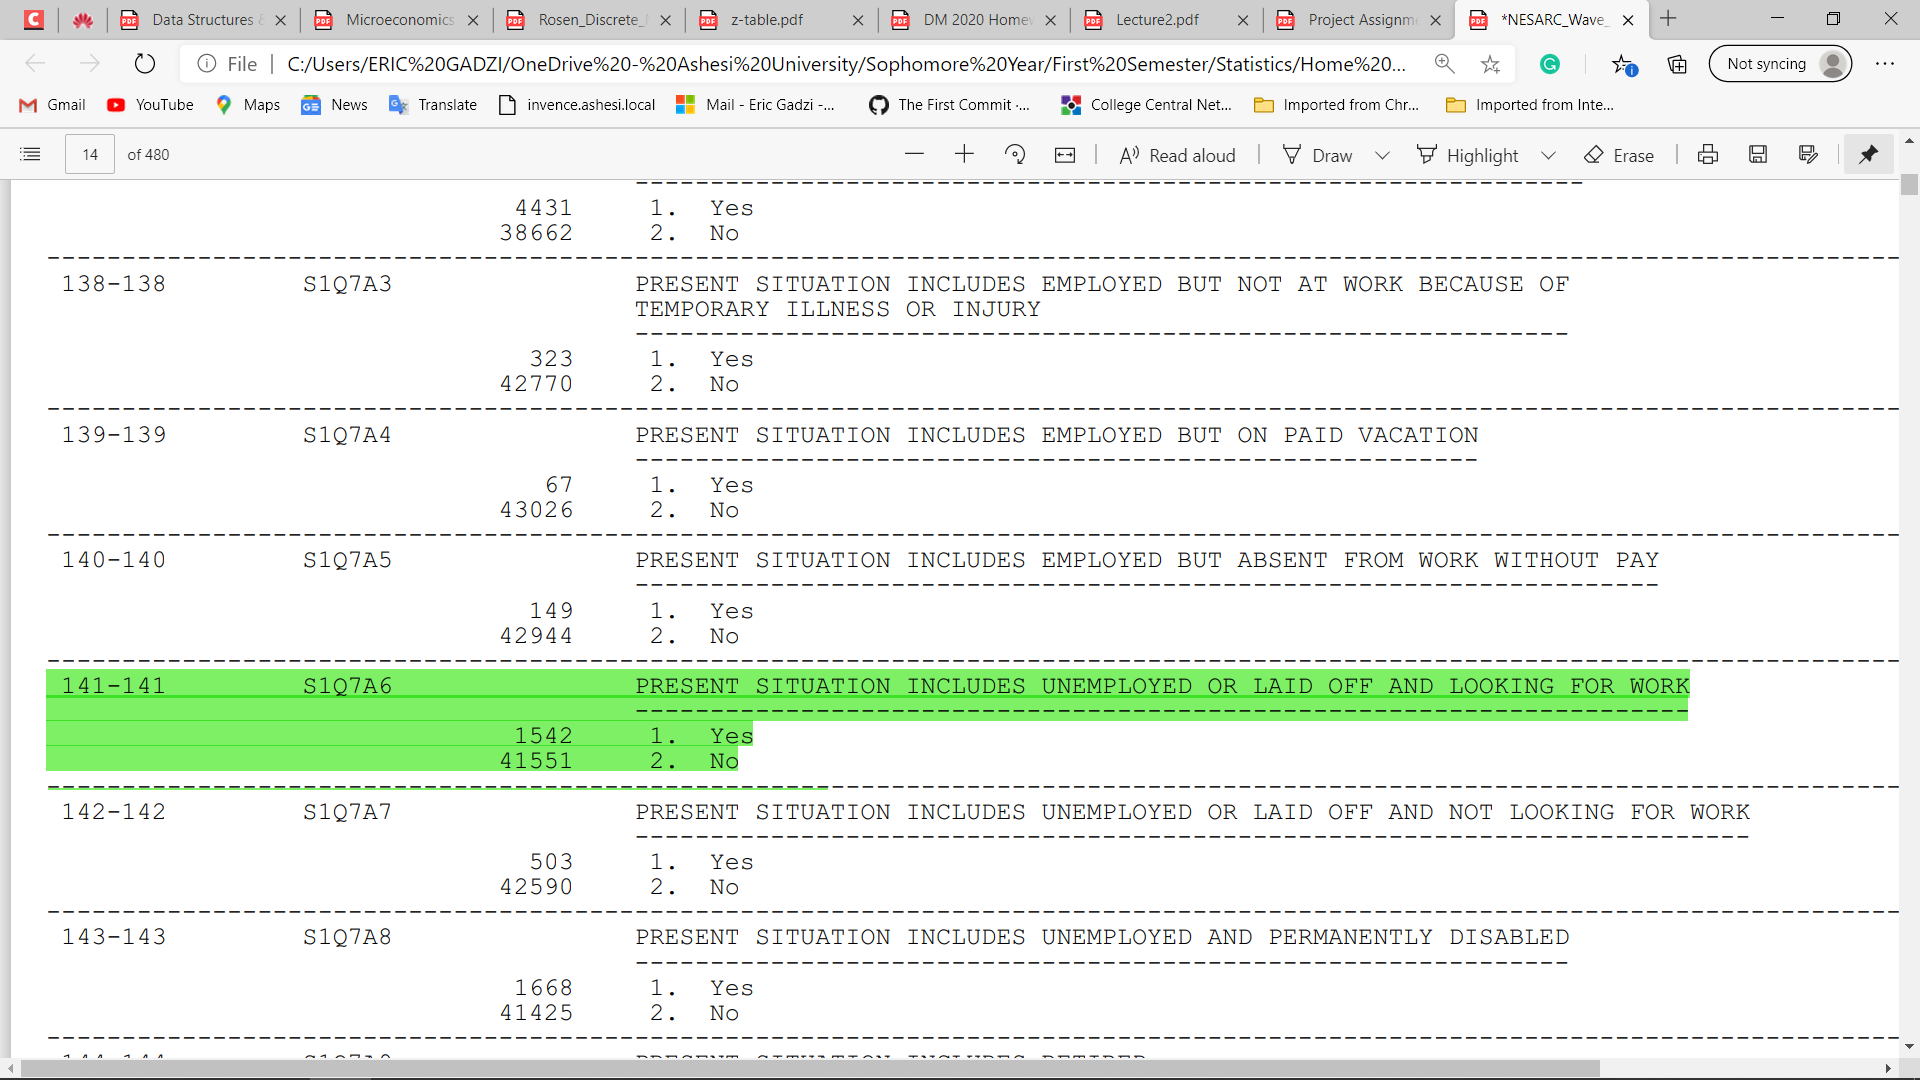 Data Structures &
Microeconomics
Rosen_Discrete_
z-table.pdf
DM 2020 Homew
Lecture2.pdf
Project Assignme
*NESARC_Wave_
File
C:/Users/ERIC%20GADZI/OneDrive%20-%20Ashesi%20University/Sophomore%20Year/First%20Semester/Statistics/Home%20...
Not syncing
Gmail
YouTube
Maps
News
Translate
invence.ashesi.local
Mail - Eric Gadzi -...
The First Commit ·...
College Central Net...
Imported from Chr...
Imported from Inte...
14 of 480
Read aloud
Draw
Highlight
Erase
4431 1. Yes
38662 2. No
138-138 S1Q7A3 PRESENT SITUATION INCLUDES EMPLOYED BUT NOT AT WORK BECAUSE OF
TEMPORARY ILLNESS OR INJURY
323 1. Yes
42770 2. No
139-139 S1Q7A4 PRESENT SITUATION INCLUDES EMPLOYED BUT ON PAID VACATION
67 1. Yes
43026 2. No
140-140 S1Q7A5 PRESENT SITUATION INCLUDES EMPLOYED BUT ABSENT FROM WORK WITHOUT PAY
149 1. Yes
42944 2. No
141-141 S1Q7A6 PRESENT SITUATION INCLUDES UNEMPLOYED OR LAID OFF AND LOOKING FOR WORK
1542 1. Yes
41551 2. No
142-142 S1Q7A7 PRESENT SITUATION INCLUDES UNEMPLOYED OR LAID OFF AND NOT LOOKING FOR WORK
503 1. Yes
42590 2. No
143-143 S1Q7A8 PRESENT SITUATION INCLUDES UNEMPLOYED AND PERMANENTLY DISABLED
1668 1. Yes
41425 2. No
144-144 S1Q7A9 PRESENT SITUATION INCLUDES RETIRED